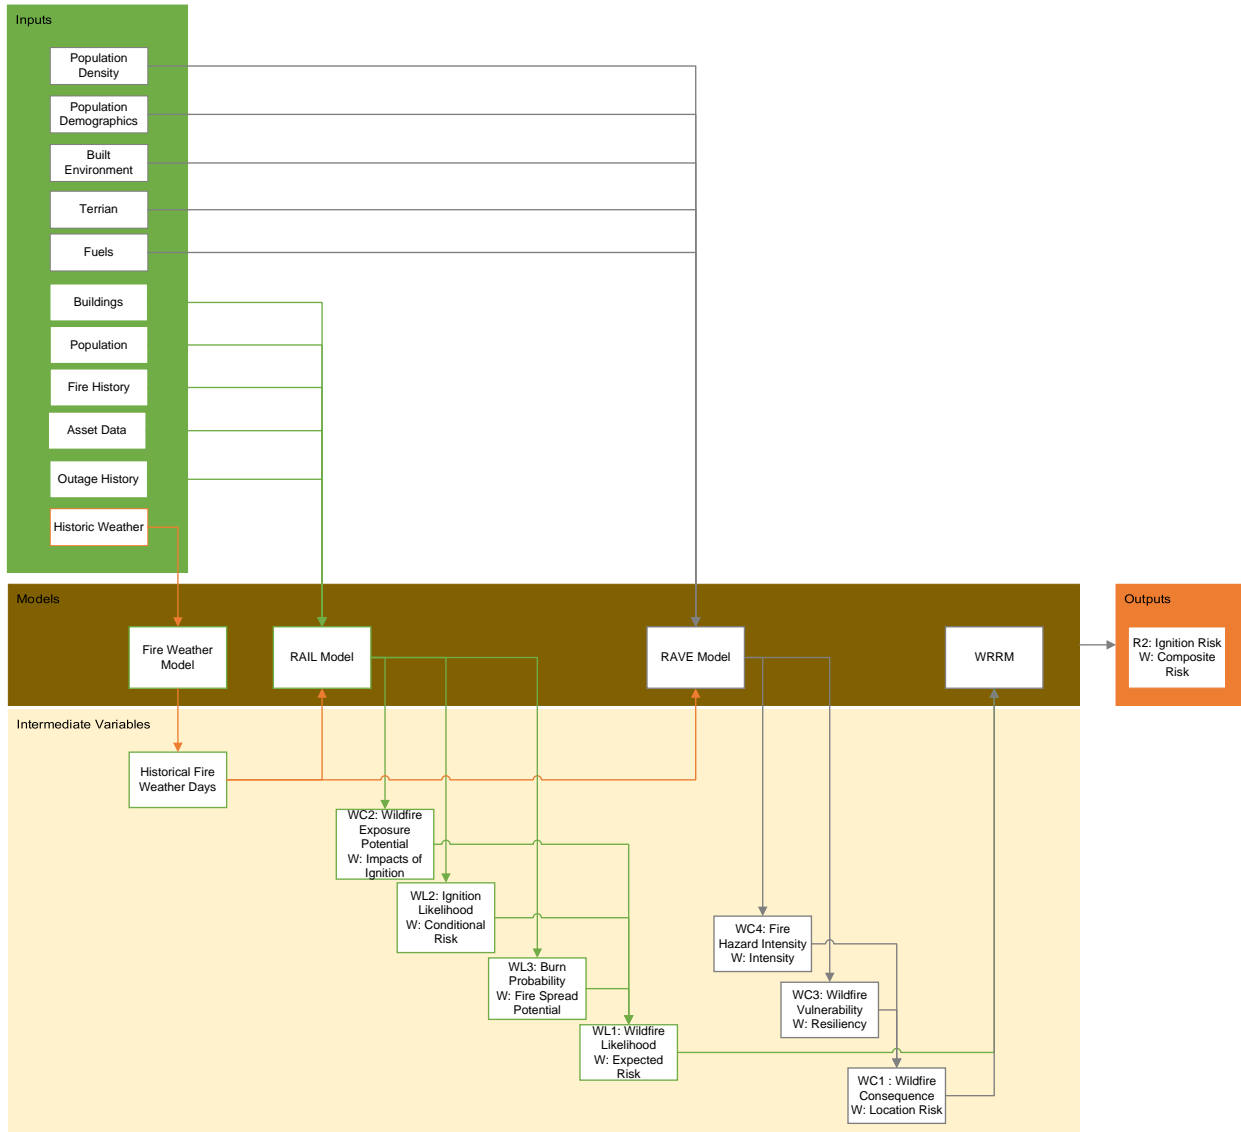 Inputs
Population
Density
Population
Demographics
Built
Environment
Terrian
Fuels
Buildings
Population
Fire History
Asset Data
Outage History
Historic Weather
Models
Fire Weather
Model
RAIL Model
RAVE Model
WRRM
Outputs
R2: Ignition Risk
W: Composite
Risk
Intermediate Variables
Historical Fire
Weather Days
WC2: Wildfire
Exposure
Potential
W: Impacts of
Ignition
WL2: Ignition
Likelihood
W: Conditional
Risk
WL3: Burn
Probability
W: Fire Spread
Potential
WL1: Wildfire
Likelihood
W: Expected
Risk
WC4: Fire
Hazard Intensity
W: Intensity
WC3: Wildfire
Vulnerability
W: Resiliency
WC1 : Wildfire
Consequence
W: Location Risk